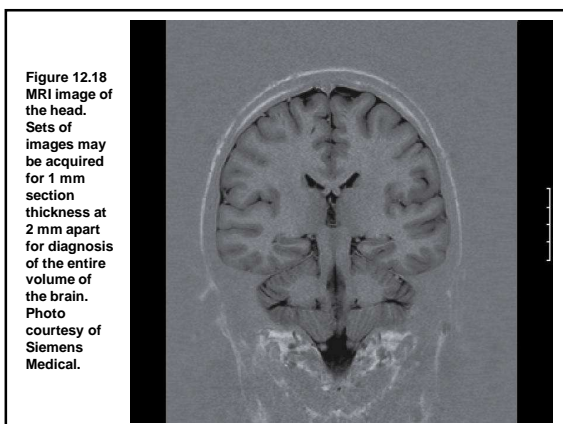 Figure 12.18
MRI image of
the head.
Sets of
images may
be acquired
for 1 mm
section
thickness at
2 mm apart
for diagnosis
of the entire
volume of
the brain.
Photo
courtesy of
Siemens
Medical.